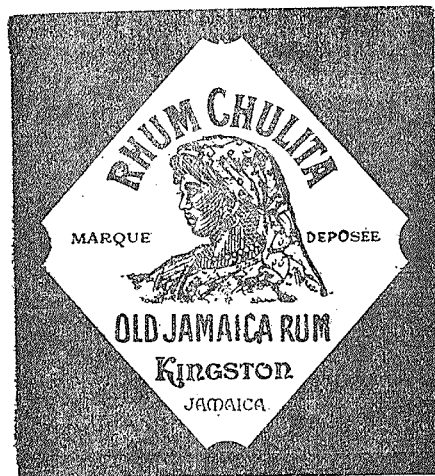 RHUM CHULITA
MARQUE DEPOSÉE
OLD JAMAICA RUM
KINGSTON
JAMAICA